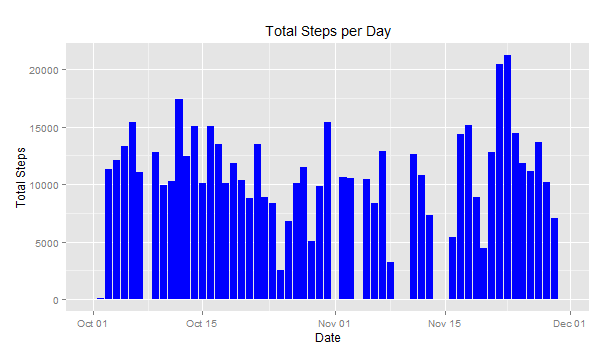 Total Steps per Day
Total Steps
20000
15000
10000
5000
0
Oct 01
Oct 15
Nov 01
Nov 15
Dec 01
Date